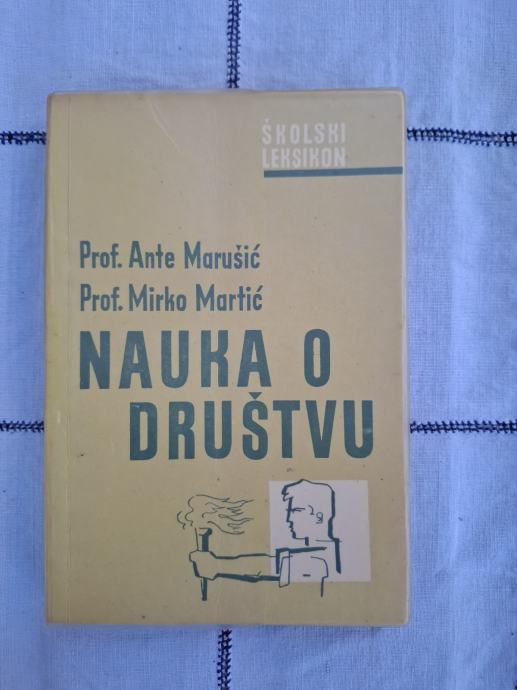 ŠKOLSKI
LEKSIKON
Prof. Ante Marušić
Prof. Mirko Martić
NAUKA O
DRUŠTVU